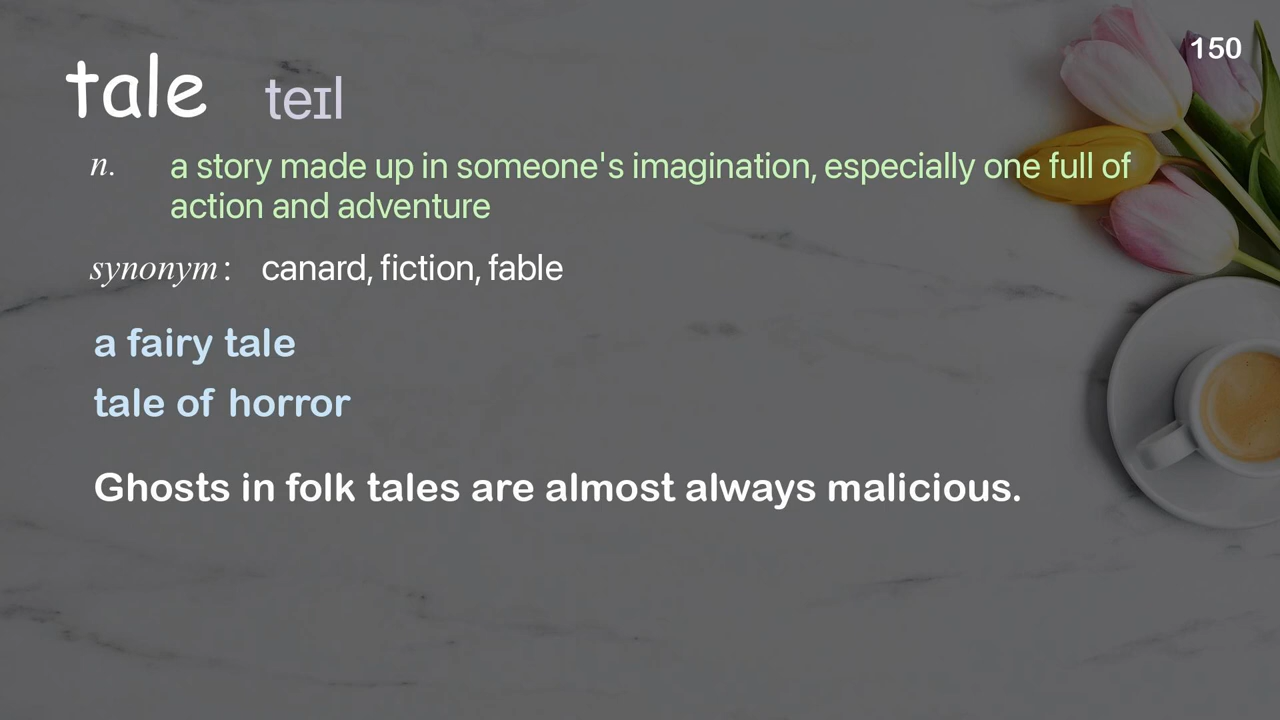 150
tale teɪl
n. a story made up in someone's imagination, especially one full of
action and adventure
synonym: canard, fiction, fable
a fairy tale
tale of horror
Ghosts in folk tales are almost always malicious.